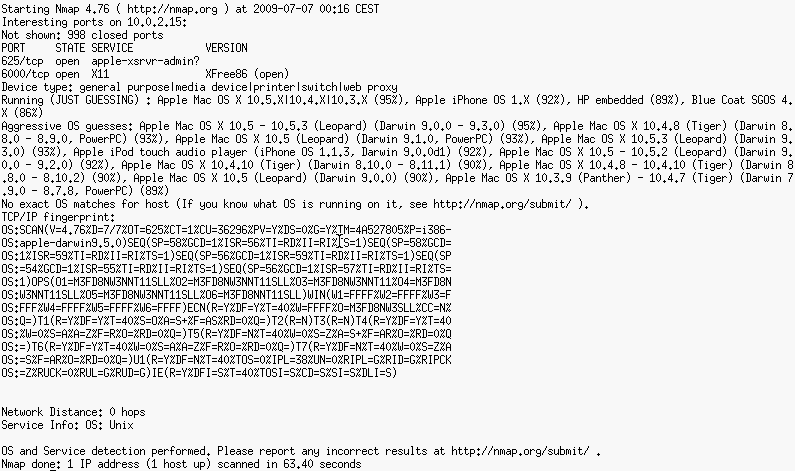 Starting Nmap 4.76 ( http://nmap.org ) at 2009-07-07 00:16 CEST
Interesting ports on 10.0.2.15:
Not shown: 998 closed ports
PORT     STATE SERVICE           VERSION
625/tcp  open  apple-xsrvr-admin?
6000/tcp open  X11               XFree86 (open)
Device type: general purpose|media device|printer|switch|web proxy
Running (JUST GUESSING) : Apple Mac OS X 10.5.X|10.4.X|10.3.X (95%), Apple iPhone OS 1.X (92%), HP embedded (89%), Blue Coat SGOS 4.
X (86%)
Aggressive OS guesses: Apple Mac OS X 10.5 - 10.5.3 (Leopard) (Darwin 9.0.0 - 9.3.0) (95%), Apple Mac OS X 10.4.8 (Tiger) (Darwin 8.
8.0 - 8.9.0, PowerPC) (93%), Apple Mac OS X 10.5.1 (Leopard) (Darwin 9.1.0, PowerPC) (93%), Apple Mac OS X 10.5.3 (Leopard) (Darwin 9.
3.0) (93%), Apple iPod touch audio player (iPhone OS 1.1.3, Darwin 9.0.0d1) (92%), Apple Mac OS X 10.5 - 10.5.2 (Leopard) (Darwin 9.
0.0 - 9.2.0) (92%), Apple Mac OS X 10.4.10 (Tiger) (Darwin 8.10.0 - 8.11.1) (90%), Apple Mac OS X 10.4.8 - 10.4.10 (Tiger) (Darwin 8
.8.0 - 8.10.2) (90%), Apple Mac OS X 10.5 (Leopard) (Darwin 9.0.0) (90%), Apple Mac OS X 10.3.9 (Panther) - 10.4.7 (Tiger) (Darwin 7
.9.0 - 8.7.8, PowerPC) (89%)
No exact OS matches for host (If you know what OS is running on it, see http://nmap.org/submit/ ).
TCP/IP fingerprint:
OS:SCAN(V=4.76%D=7/7%OT=625%CT=1%CU=36296%PV=Y%DS=0%G=Y%TM=4A527805%P=i386-
OS:apple-darwin9.5.0)SEQ(SP=58%GCD=1%ISR=56%TI=RD%II=RI%TS=1)SEQ(SP=58%GCD=
OS:1%ISR=59%TI=RD%II=RI%TS=1)SEQ(SP=56%GCD=1%ISR=59%TI=RD%II=RI%TS=1)SEQ(SP
OS:=54%GCD=1%ISR=55%TI=RD%II=RI%TS=1)SEQ(SP=56%GCD=1%ISR=57%TI=RD%II=RI%TS=
OS:1)OPS(O1=M3FD8NW3NNT11SLL%O2=M3FD8NW3NNT11SLL%O3=M3FD8NW3NNT11%O4=M3FD8N
OS:W3NNT11SLL%O5=M3FD8NW3NNT11SLL%O6=M3FD8NNT11SLL)WIN(W1=FFFF%W2=FFFF%W3=F
OS:FFF%W4=FFFF%W5=FFFF%W6=FFFF)ECN(R=Y%DF=Y%T=40%W=FFFF%O=M3FD8NW3SLL%CC=N%
OS:Q=)T1(R=Y%DF=Y%T=40%S=O%A=S+%F=AS%RD=0%Q=)T2(R=N)T3(R=N)T4(R=Y%DF=Y%T=40
OS:%W=0%S=A%A=Z%F=R%O=%RD=0%Q=)T5(R=Y%DF=N%T=40%W=0%S=Z%A=S+%F=AR%O=%RD=0%Q
OS:=)T6(R=Y%DF=Y%T=40%W=0%S=A%A=Z%F=R%O=%RD=0%Q=)T7(R=Y%DF=N%T=40%W=0%S=Z%A
OS:=S%F=AR%O=%RD=0%Q=)U1(R=Y%DF=N%T=40%TOS=0%IPL=38%UN=0%RIPL=G%RID=G%RIPCK
OS:=Z%RUCK=0%RUL=G%RUD=G)IE(R=Y%DFI=S%T=40%TOSI=S%CD=S%SI=S%DLI=S)
Network Distance: 0 hops
Service Info: OS: Unix
OS and Service detection performed. Please report any incorrect results at http://nmap.org/submit/ .
Nmap done: 1 IP address (1 host up) scanned in 63.40 seconds